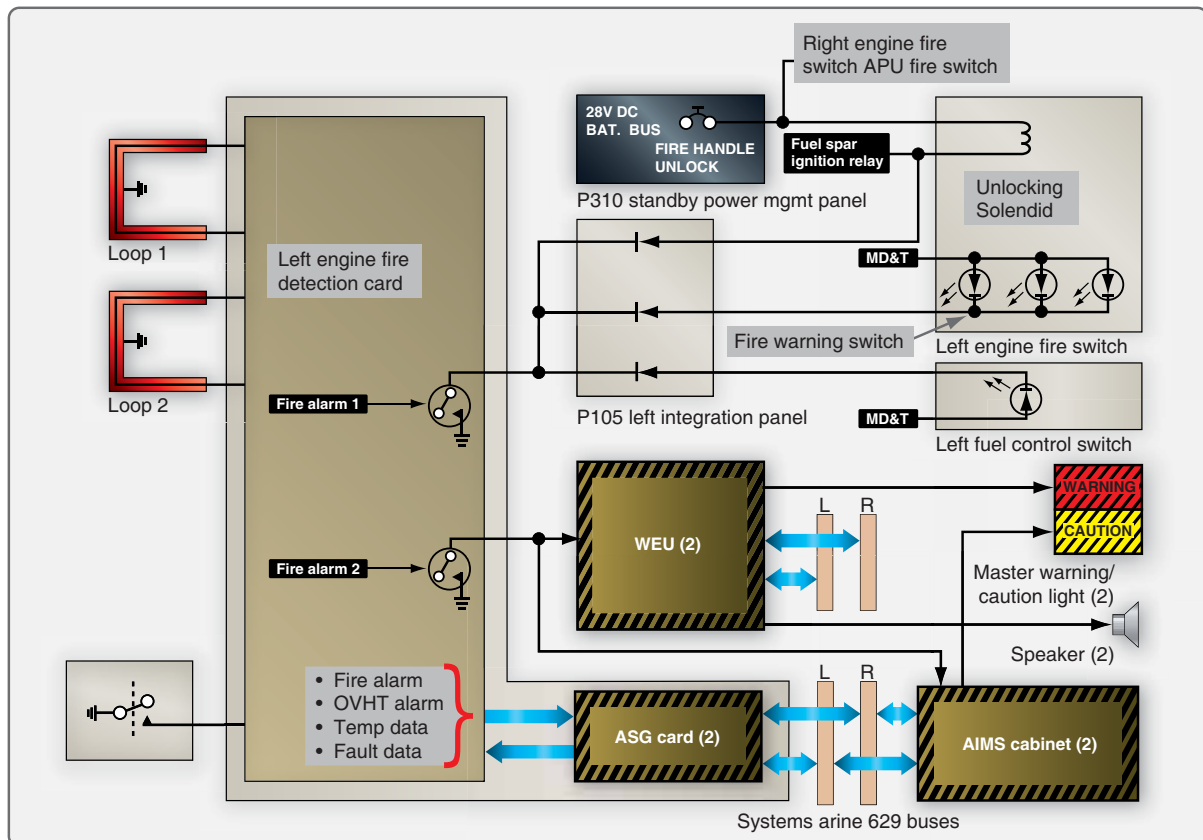 Right engine fire
switch APU fire switch
28V DC
BAT. BUS
FIRE HANDLE
UNLOCK
Fuel spar
ignition relay
P310 standby power mgmt panel
Unlocking
Solendid
Loop 1
Left engine fire
detection card
MD&T
Fire warning switch
Left engine fire switch
Loop 2
Fire alarm 1
P105 left integration panel
MD&T
Left fuel control switch
L R
WARNING
CAUTION
WEU (2)
Fire alarm 2
Master warning/
caution light (2)
Speaker (2)
• Fire alarm
• OVHT alarm
• Temp data
• Fault data
L R
ASG card (2)
AIMS cabinet (2)
Systems arine 629 buses